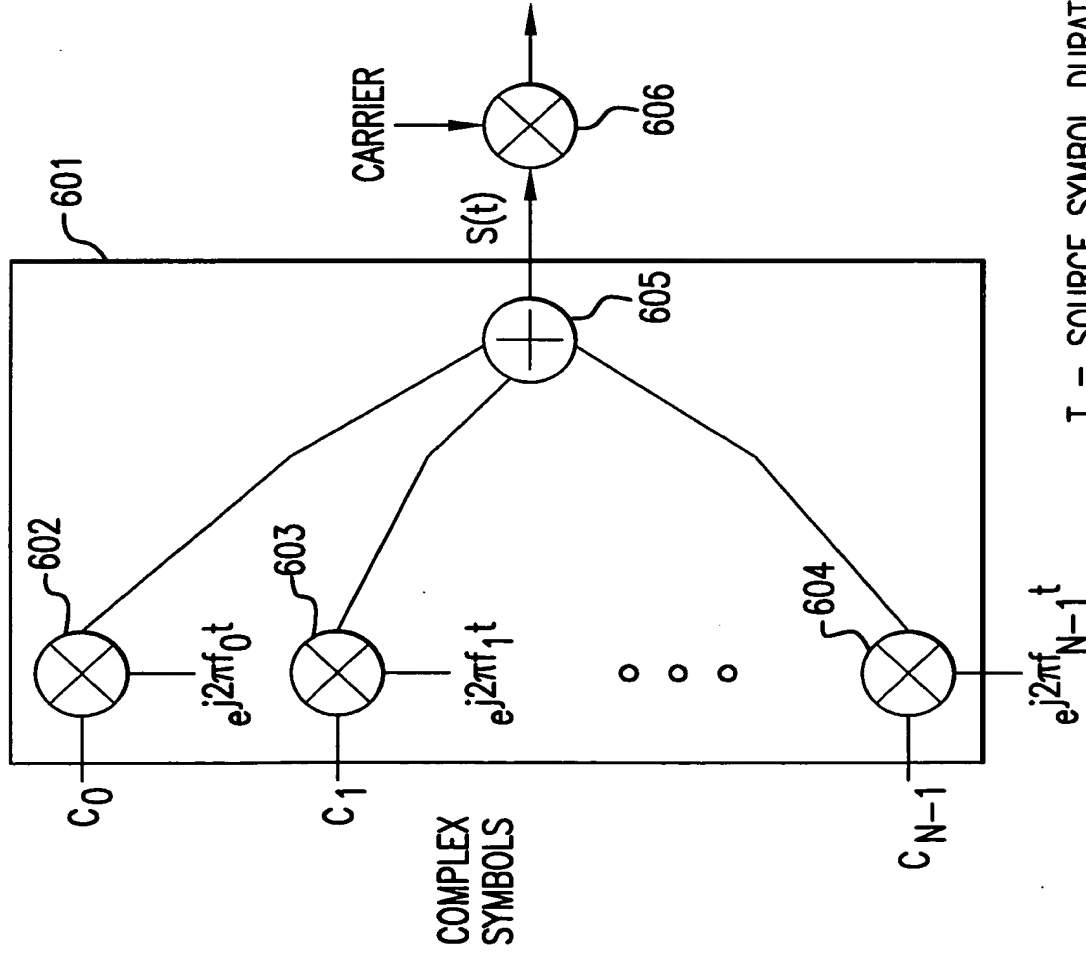 601
602
C0
e^j2πf0t
603
C1
e^j2πf1t
COMPLEX
SYMBOLS
604
CN−1
e^j2πfN−1t
605
S(t)
CARRIER
606
T − SOURCE SYMBOL